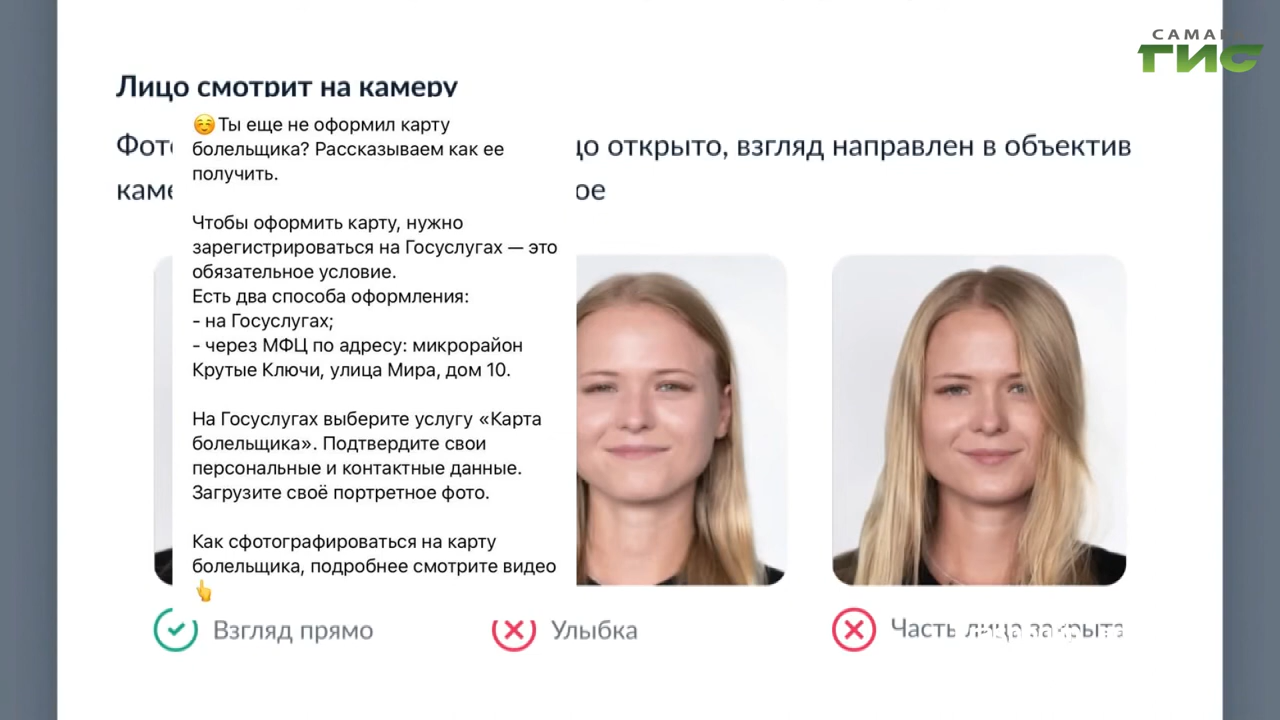 САМАРА
ГИС
Лицо смотрит на камеру
☺️ Ты еще не оформил карту
болельщика? Рассказываем как ее
получить.
открыто, взгляд направлен в объектив
Чтобы оформить карту, нужно
зарегистрироваться на Госуслугах — это
обязательное условие.
Есть два способа оформления:
- на Госуслугах;
- через МФЦ по адресу: микрорайон
Крутые Ключи, улица Мира, дом 10.
На Госуслугах выберите услугу «Карта
болельщика». Подтвердите свои
персональные и контактные данные.
Загрузите своё портретное фото.
Как сфотографироваться на карту
болельщика, подробнее смотрите видео
👆
Взгляд прямо
Улыбка
Часть лица закрыта